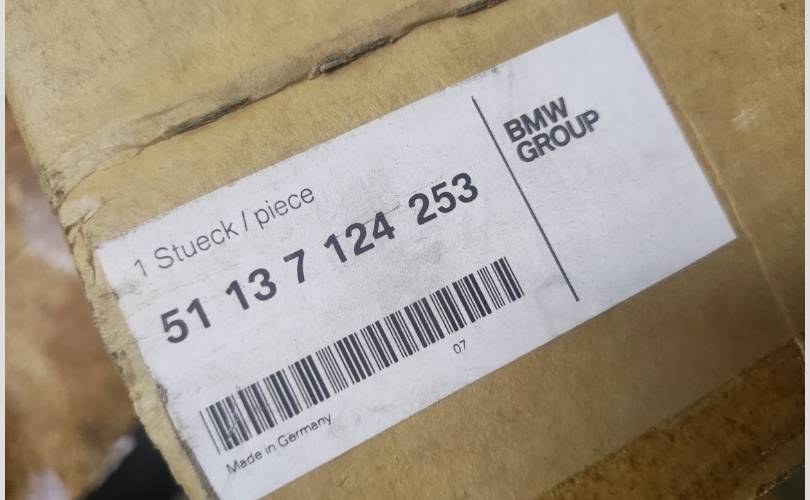 1 Stueck / piece
51 13 7 124 253
07
Made in Germany
BMW
GROUP